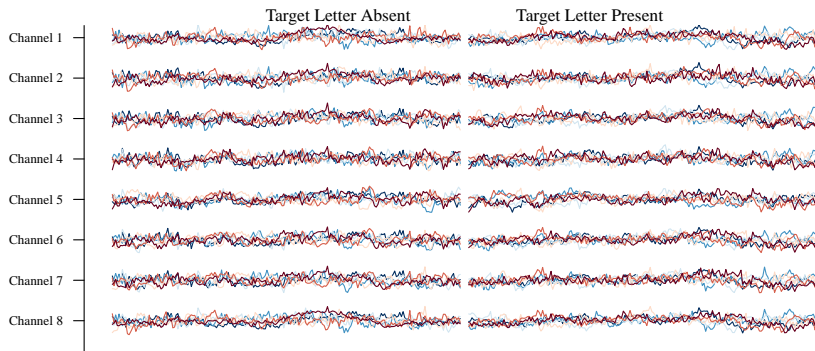 Target Letter Absent
Target Letter Present
Channel 1
Channel 2
Channel 3
Channel 4
Channel 5
Channel 6
Channel 7
Channel 8